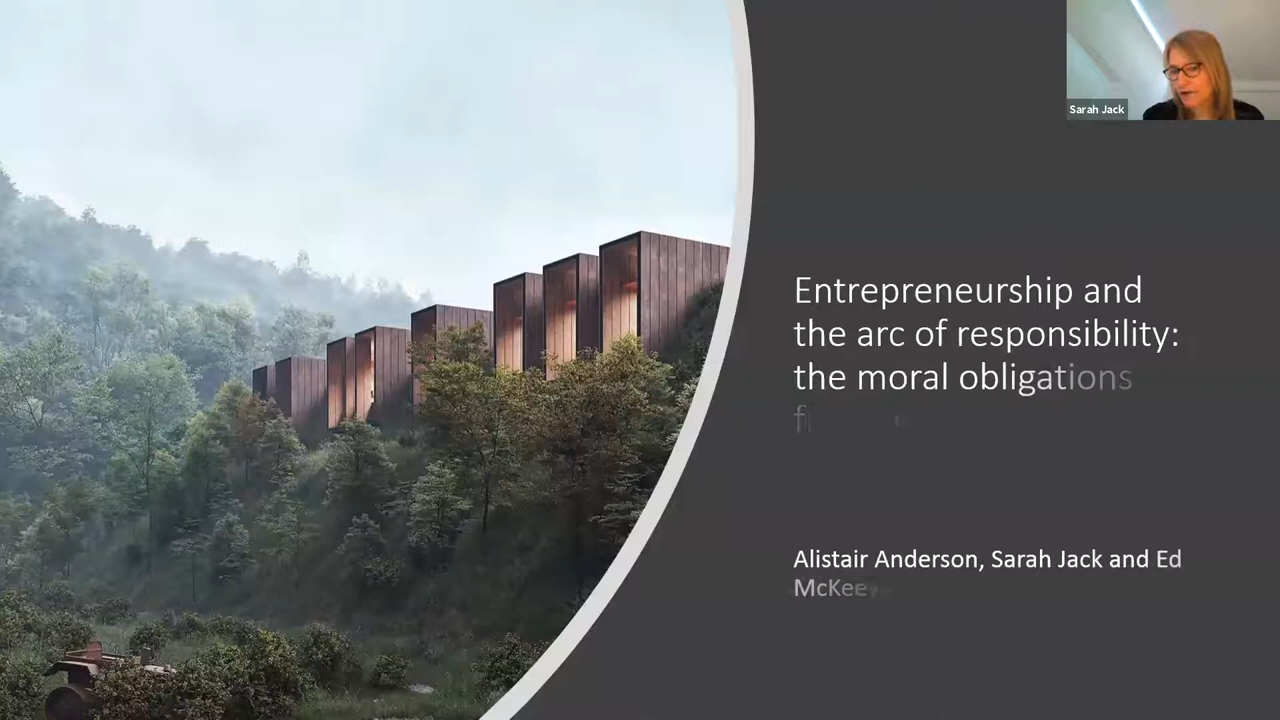 Sarah Jack
Entrepreneurship and
the arc of responsibility:
the moral obligations
Alistair Anderson, Sarah Jack and Ed